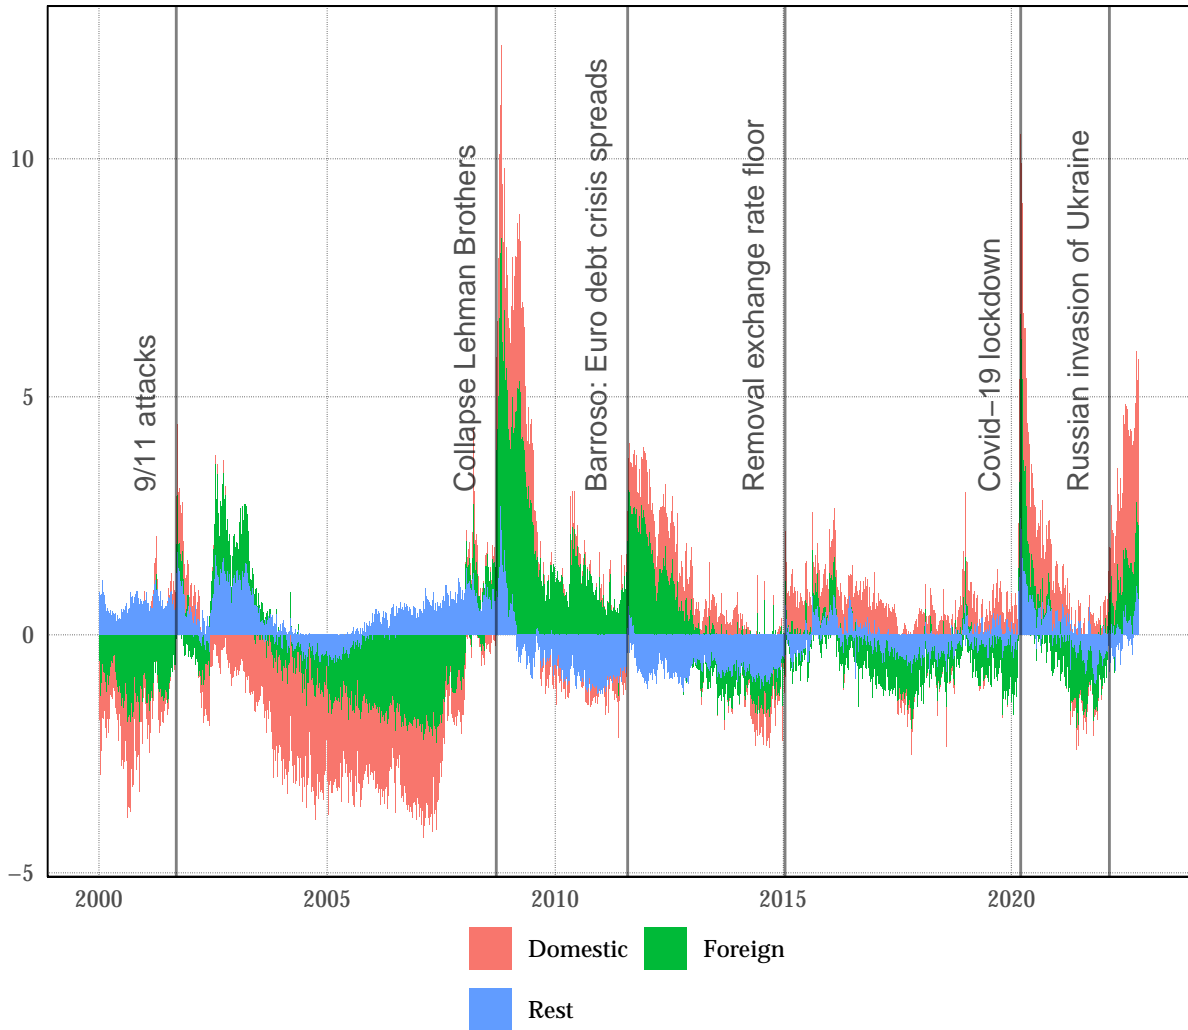 10
5
0
−5
9/11 attacks
Collapse Lehman Brothers
Barroso: Euro debt crisis spreads
Removal exchange rate floor
Covid−19 lockdown
Russian invasion of Ukraine
2000 2005 2010 2015 2020
Domestic Foreign
Rest